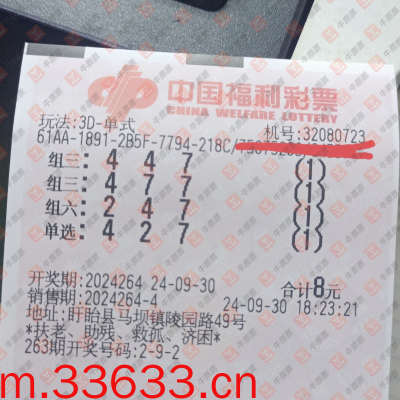 中国福利彩票
CHINA WELFARE LOTTERY
玩法:3D-单式
机号:32080723
61AA-1891-2B5F-7794-218C/
组三: 4 4 7 (1)
组三: 4 7 7 (1)
组六: 2 4 7 (1)
单选: 4 2 7 (1)
开奖期:2024264 24-09-30 合计8元
销售期:2024264-4 24-09-30 18:23:21
地址:盱眙县马坝镇陵园路49号
*扶老、助残、救孤、济困*
263期开奖号码:2-9-2
m.33633.cn